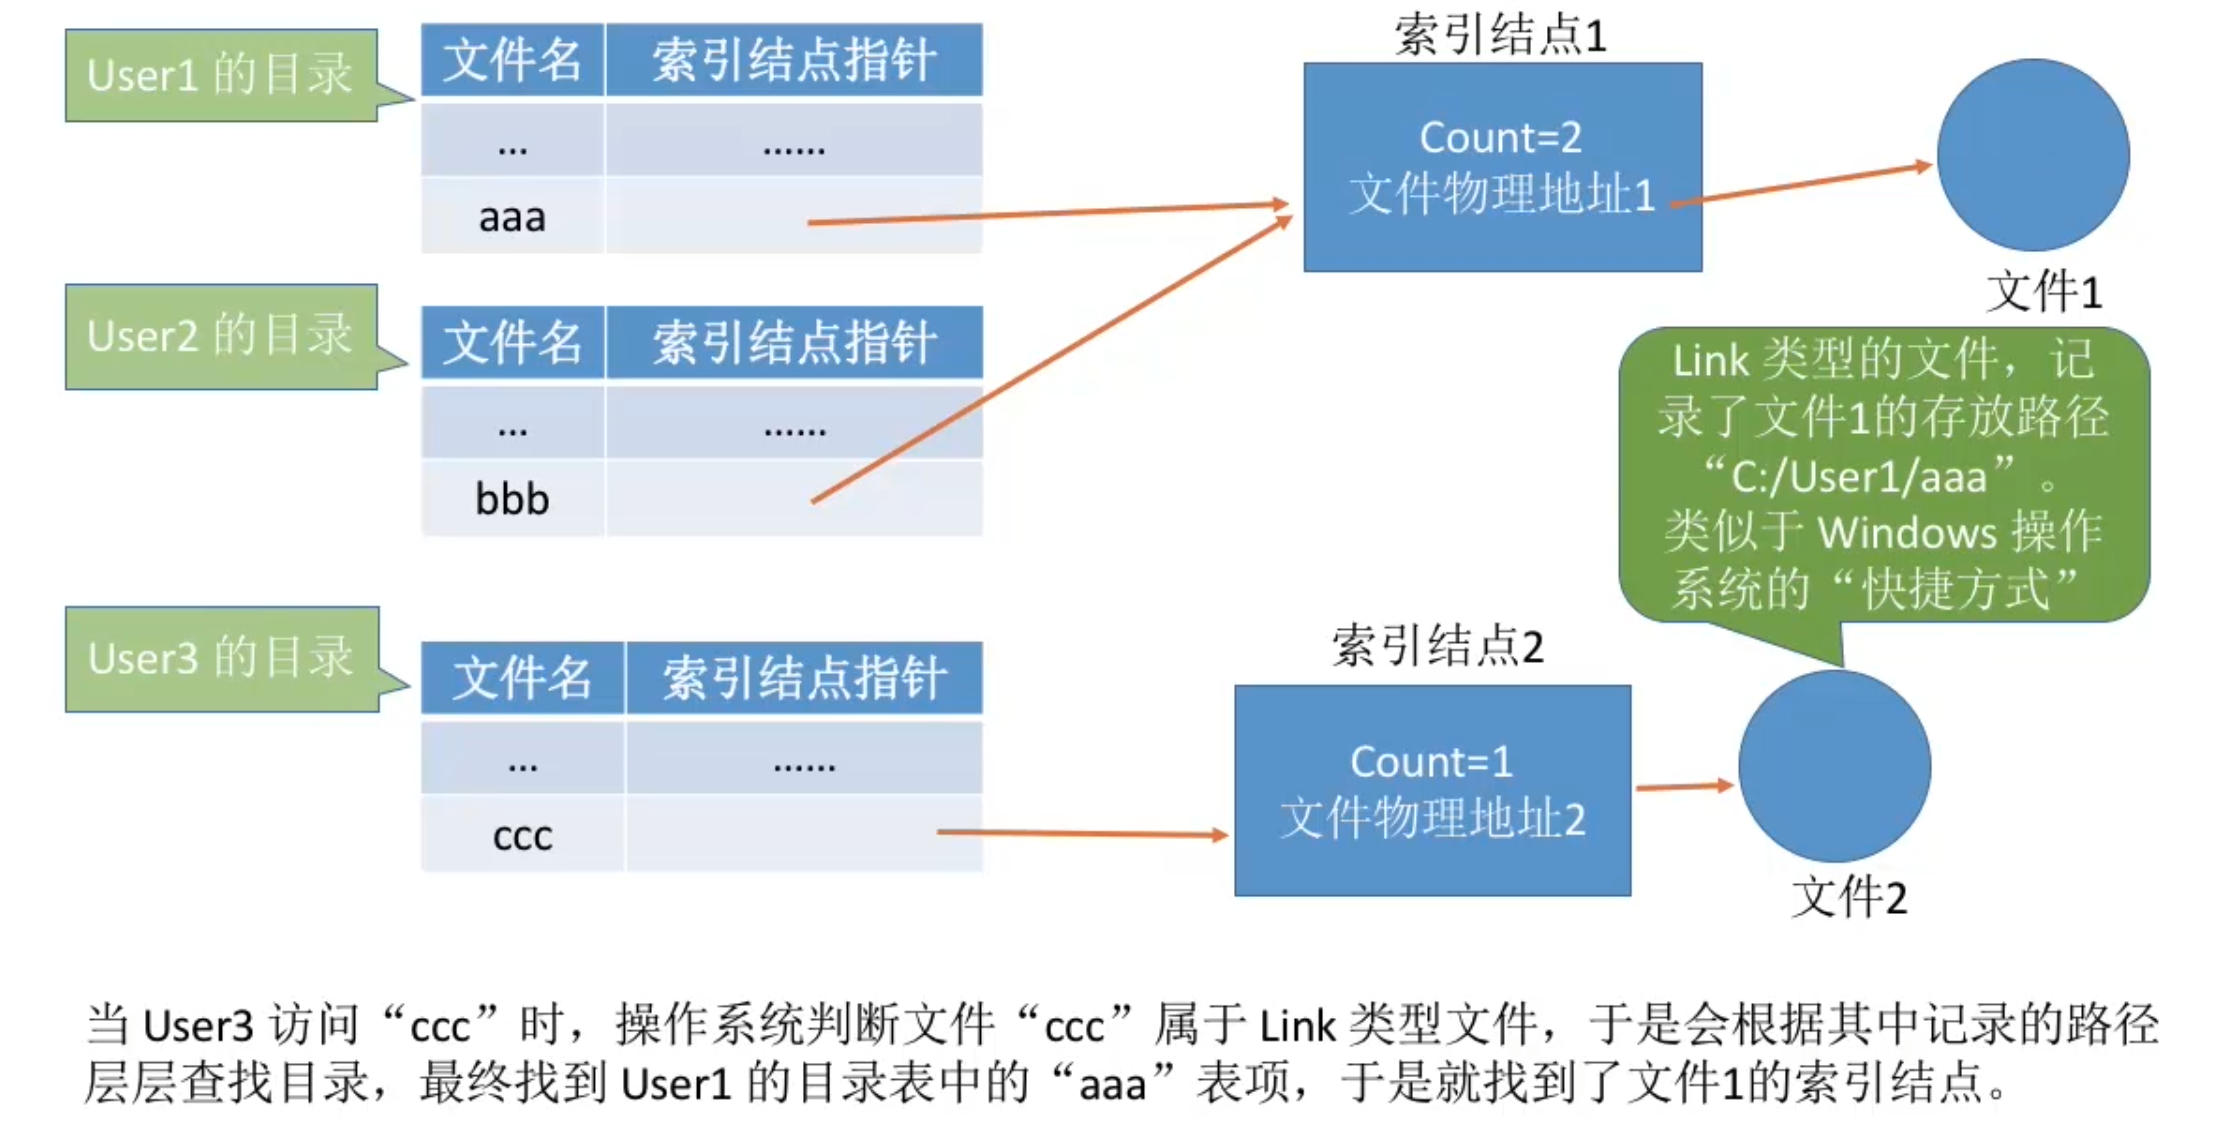 User1 的目录
文件名 索引结点指针
... ......
aaa
索引结点1
Count=2
文件物理地址1
文件1
User2 的目录
文件名 索引结点指针
... ......
bbb
Link 类型的文件，记
录了文件1的存放路径
“C:/User1/aaa”。
类似于 Windows 操作
系统的“快捷方式”
User3 的目录
文件名 索引结点指针
... ......
ccc
索引结点2
Count=1
文件物理地址2
文件2
当 User3 访问“ccc”时，操作系统判断文件“ccc”属于 Link 类型文件，于是会根据其中记录的路径
层层查找目录，最终找到 User1 的目录表中的“aaa”表项，于是就找到了文件1的索引结点。